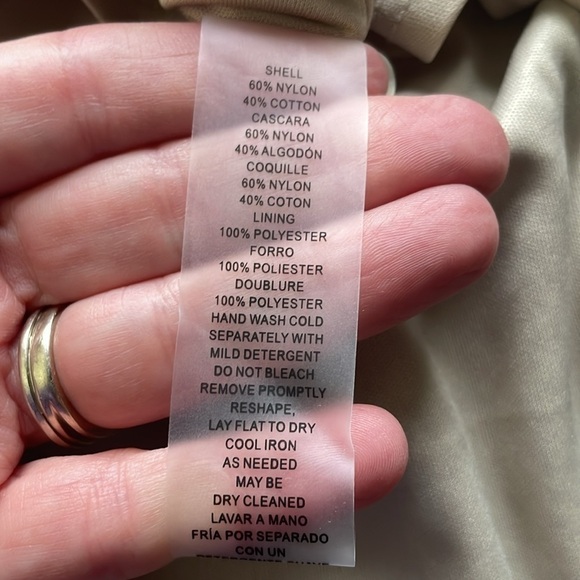 SHELL
60% NYLON
40% COTTON
CASCARA
60% NYLON
40% ALGODÓN
COQUILLE
60% NYLON
40% COTON
LINING
100% POLYESTER
FORRO
100% POLIESTER
DOUBLURE
100% POLYESTER
HAND WASH COLD
SEPARATELY WITH
MILD DETERGENT
DO NOT BLEACH
REMOVE PROMPTLY
RESHAPE,
LAY FLAT TO DRY
COOL IRON
AS NEEDED
MAY BE
DRY CLEANED
LAVAR A MANO
FRÍA POR SEPARADO
CON UN